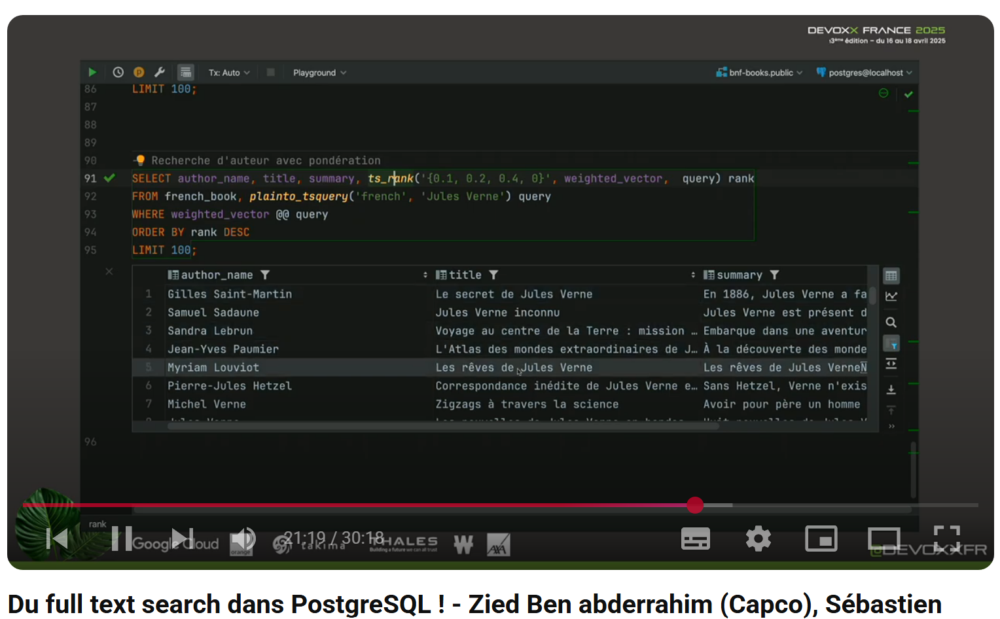 DEVOXX FRANCE 2025
13ème édition – du 16 au 18 avril 2025
Tx: Auto
Playground
bnf-books.public
postgres@localhost
86 LIMIT 100;
87
88
89
90 Recherche d'auteur avec pondération
91 SELECT author_name, title, summary, ts_rank('{0.1, 0.2, 0.4, 0}', weighted_vector, query) rank
92 FROM french_book, plainto_tsquery('french', 'Jules Verne') query
93 WHERE weighted_vector @@ query
94 ORDER BY rank DESC
95 LIMIT 100;
author_name title summary
1 Gilles Saint-Martin Le secret de Jules Verne En 1886, Jules Verne a fa
2 Samuel Sadaune Jules Verne inconnu Jules Verne est présent d
3 Sandra Lebrun Voyage au centre de la Terre : mission … Embarque dans une aventur
4 Jean-Yves Paumier L'Atlas des mondes extraordinaires de J… À la découverte des monde
5 Myriam Louviot Les rêves de Jules Verne Les rêves de Jules VerneN
6 Pierre-Jules Hetzel Correspondance inédite de Jules Verne e… Sans Hetzel, Verne n'exis
7 Michel Verne Zigzags à travers la science Avoir pour père un homme
96
rank
21:19 / 30:18
Google Cloud
orange
takima
THALES
Building a future we can all trust
W
AXA
@DEVOXXFR
Du full text search dans PostgreSQL ! - Zied Ben abderrahim (Capco), Sébastien